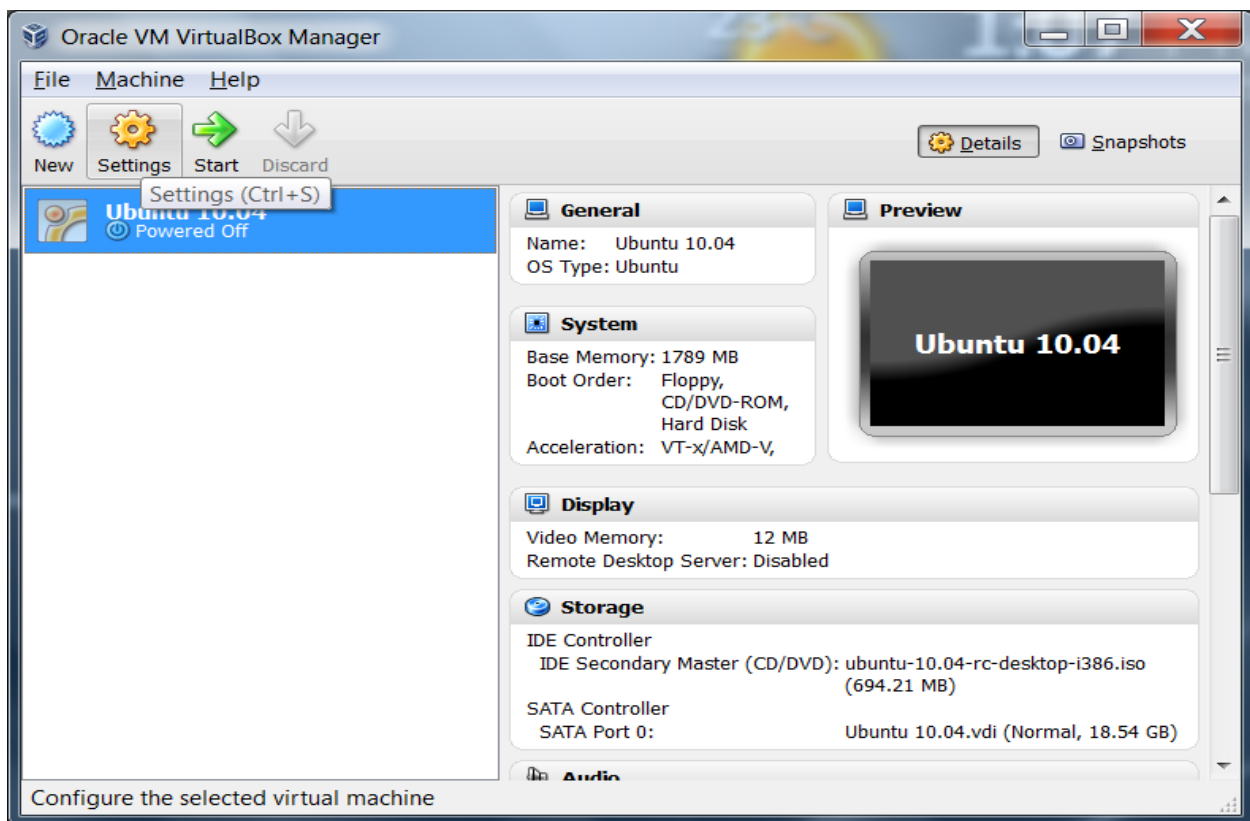 Oracle VM VirtualBox Manager
File Machine Help
New Settings Start Discard
Details Snapshots
Settings (Ctrl+S)
Ubuntu 10.04
Powered Off
General
Name: Ubuntu 10.04
OS Type: Ubuntu
Preview
Ubuntu 10.04
System
Base Memory: 1789 MB
Boot Order: Floppy,
CD/DVD-ROM,
Hard Disk
Acceleration: VT-x/AMD-V,
Display
Video Memory: 12 MB
Remote Desktop Server: Disabled
Storage
IDE Controller
IDE Secondary Master (CD/DVD): ubuntu-10.04-rc-desktop-i386.iso
(694.21 MB)
SATA Controller
SATA Port 0: Ubuntu 10.04.vdi (Normal, 18.54 GB)
Audio
Configure the selected virtual machine